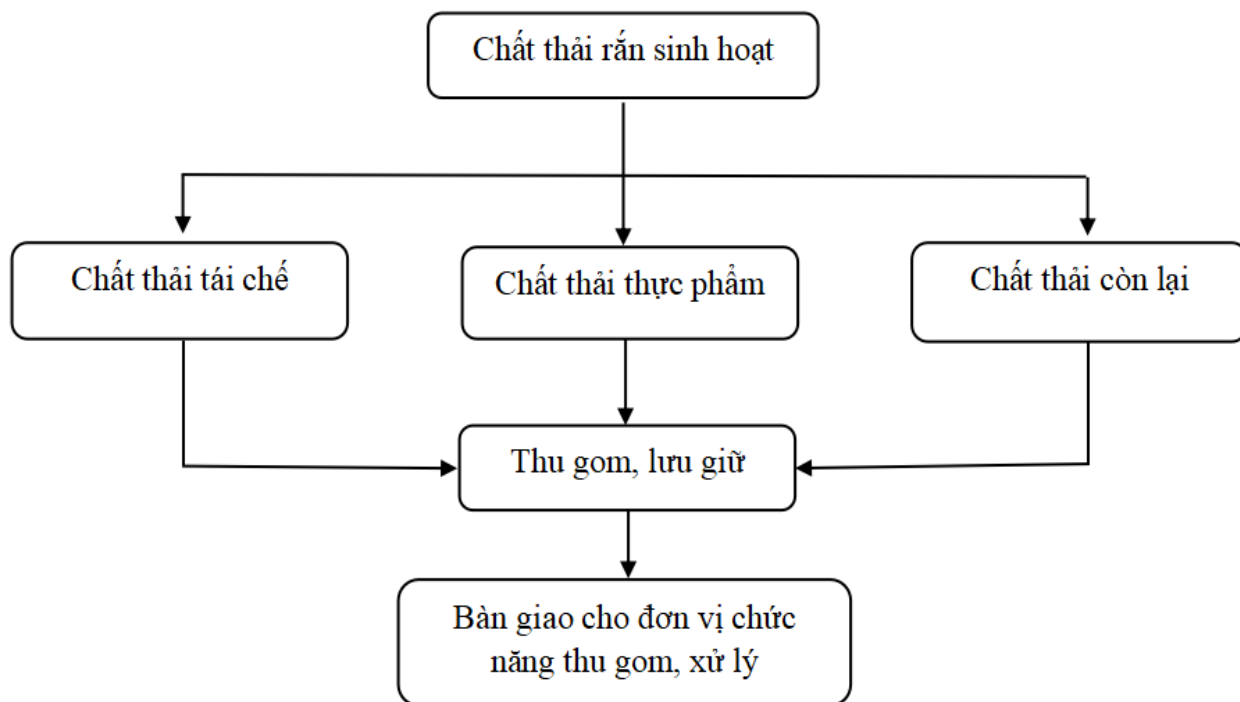 Chất thải rắn sinh hoạt
Chất thải tái chế
Chất thải thực phẩm
Chất thải còn lại
Thu gom, lưu giữ
Bàn giao cho đơn vị chức
năng thu gom, xử lý